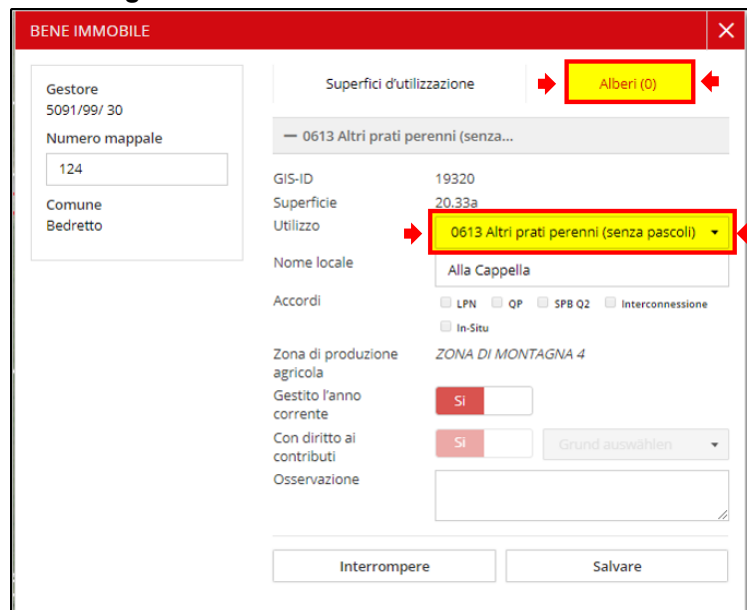 BENE IMMOBILE
Gestore
5091/99/ 30
Numero mappale
124
Comune
Bedretto
Superfici d'utilizzazione
Alberi (0)
0613 Altri prati perenni (senza...
GIS-ID 19320
Superficie 20.33a
Utilizzo 0613 Altri prati perenni (senza pascoli)
Nome locale Alla Cappella
Accordi LPN QP SPB Q2 Interconnessione
In-Situ
Zona di produzione ZONA DI MONTAGNA 4
agricola
Gestito l'anno Si
corrente
Con diritto ai Si Grund auswählen
contributi
Osservazione
Interrompere Salvare